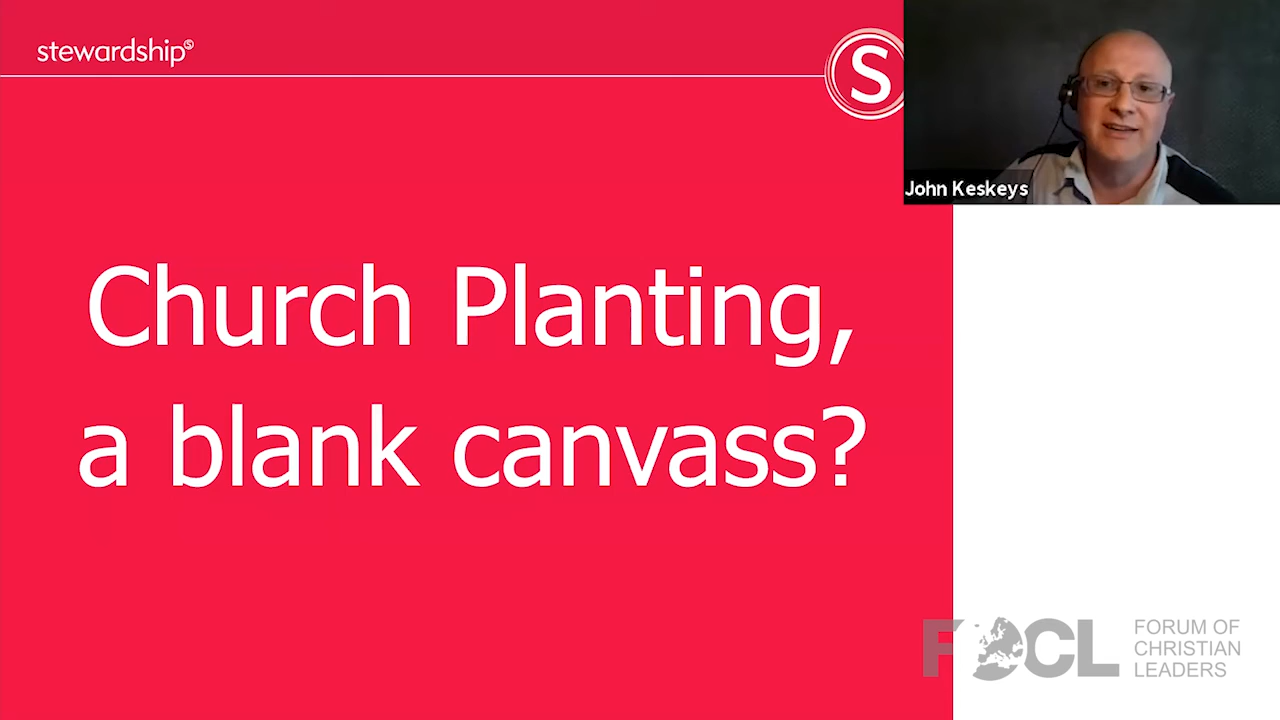 stewardship
S
John Keskeys
Church Planting,
a blank canvass?
FOCL
FORUM OF
CHRISTIAN
LEADERS